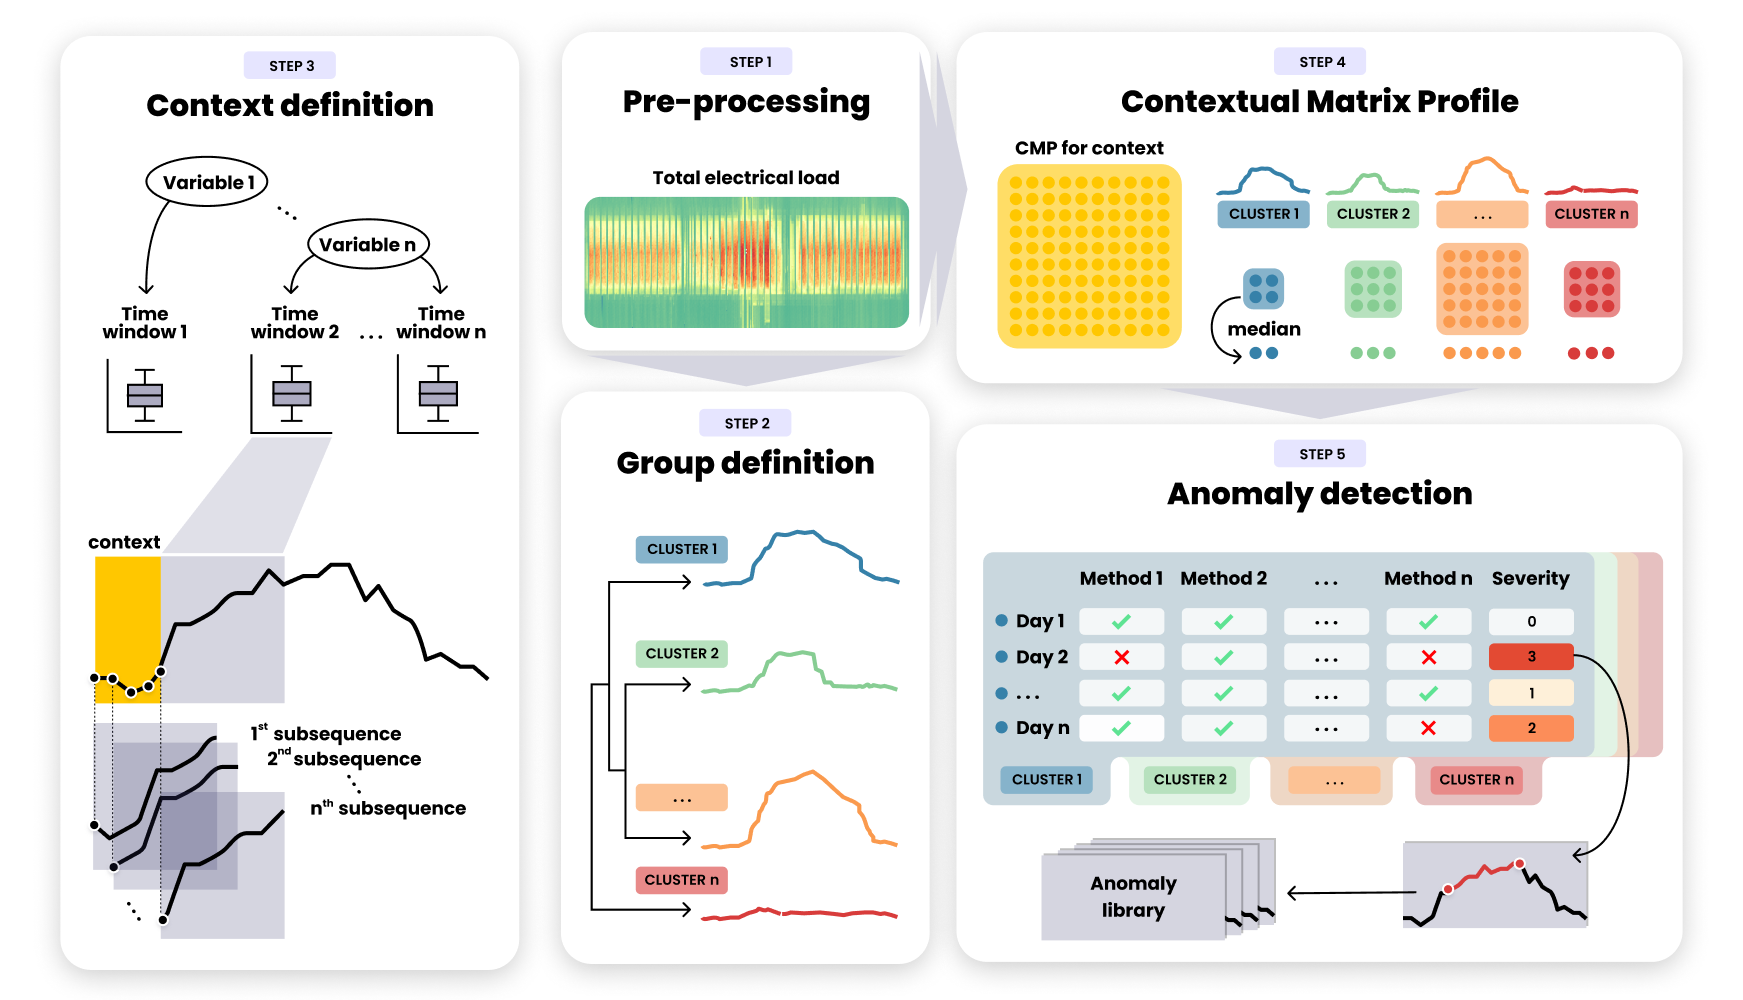 STEP 3
Context definition
Variable 1
...
Variable n
Time
window 1
Time
window 2
...
Time
window n
context
1st subsequence
2nd subsequence
nth subsequence
STEP 1
Pre-processing
Total electrical load
STEP 2
Group definition
CLUSTER 1
CLUSTER 2
...
CLUSTER n
STEP 4
Contextual Matrix Profile
CMP for context
CLUSTER 1 CLUSTER 2 ... CLUSTER n
median
STEP 5
Anomaly detection
Method 1 Method 2 ... Method n Severity
Day 1 ... 0
Day 2 ... 3
... ... 1
Day n ... 2
CLUSTER 1 CLUSTER 2 ... CLUSTER n
Anomaly
library